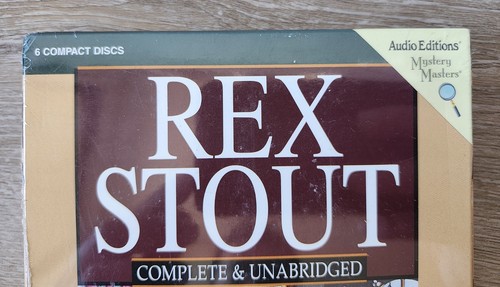 6 COMPACT DISCS
Audio Editions®
Mystery
Masters®
REX
STOUT
COMPLETE & UNABRIDGED